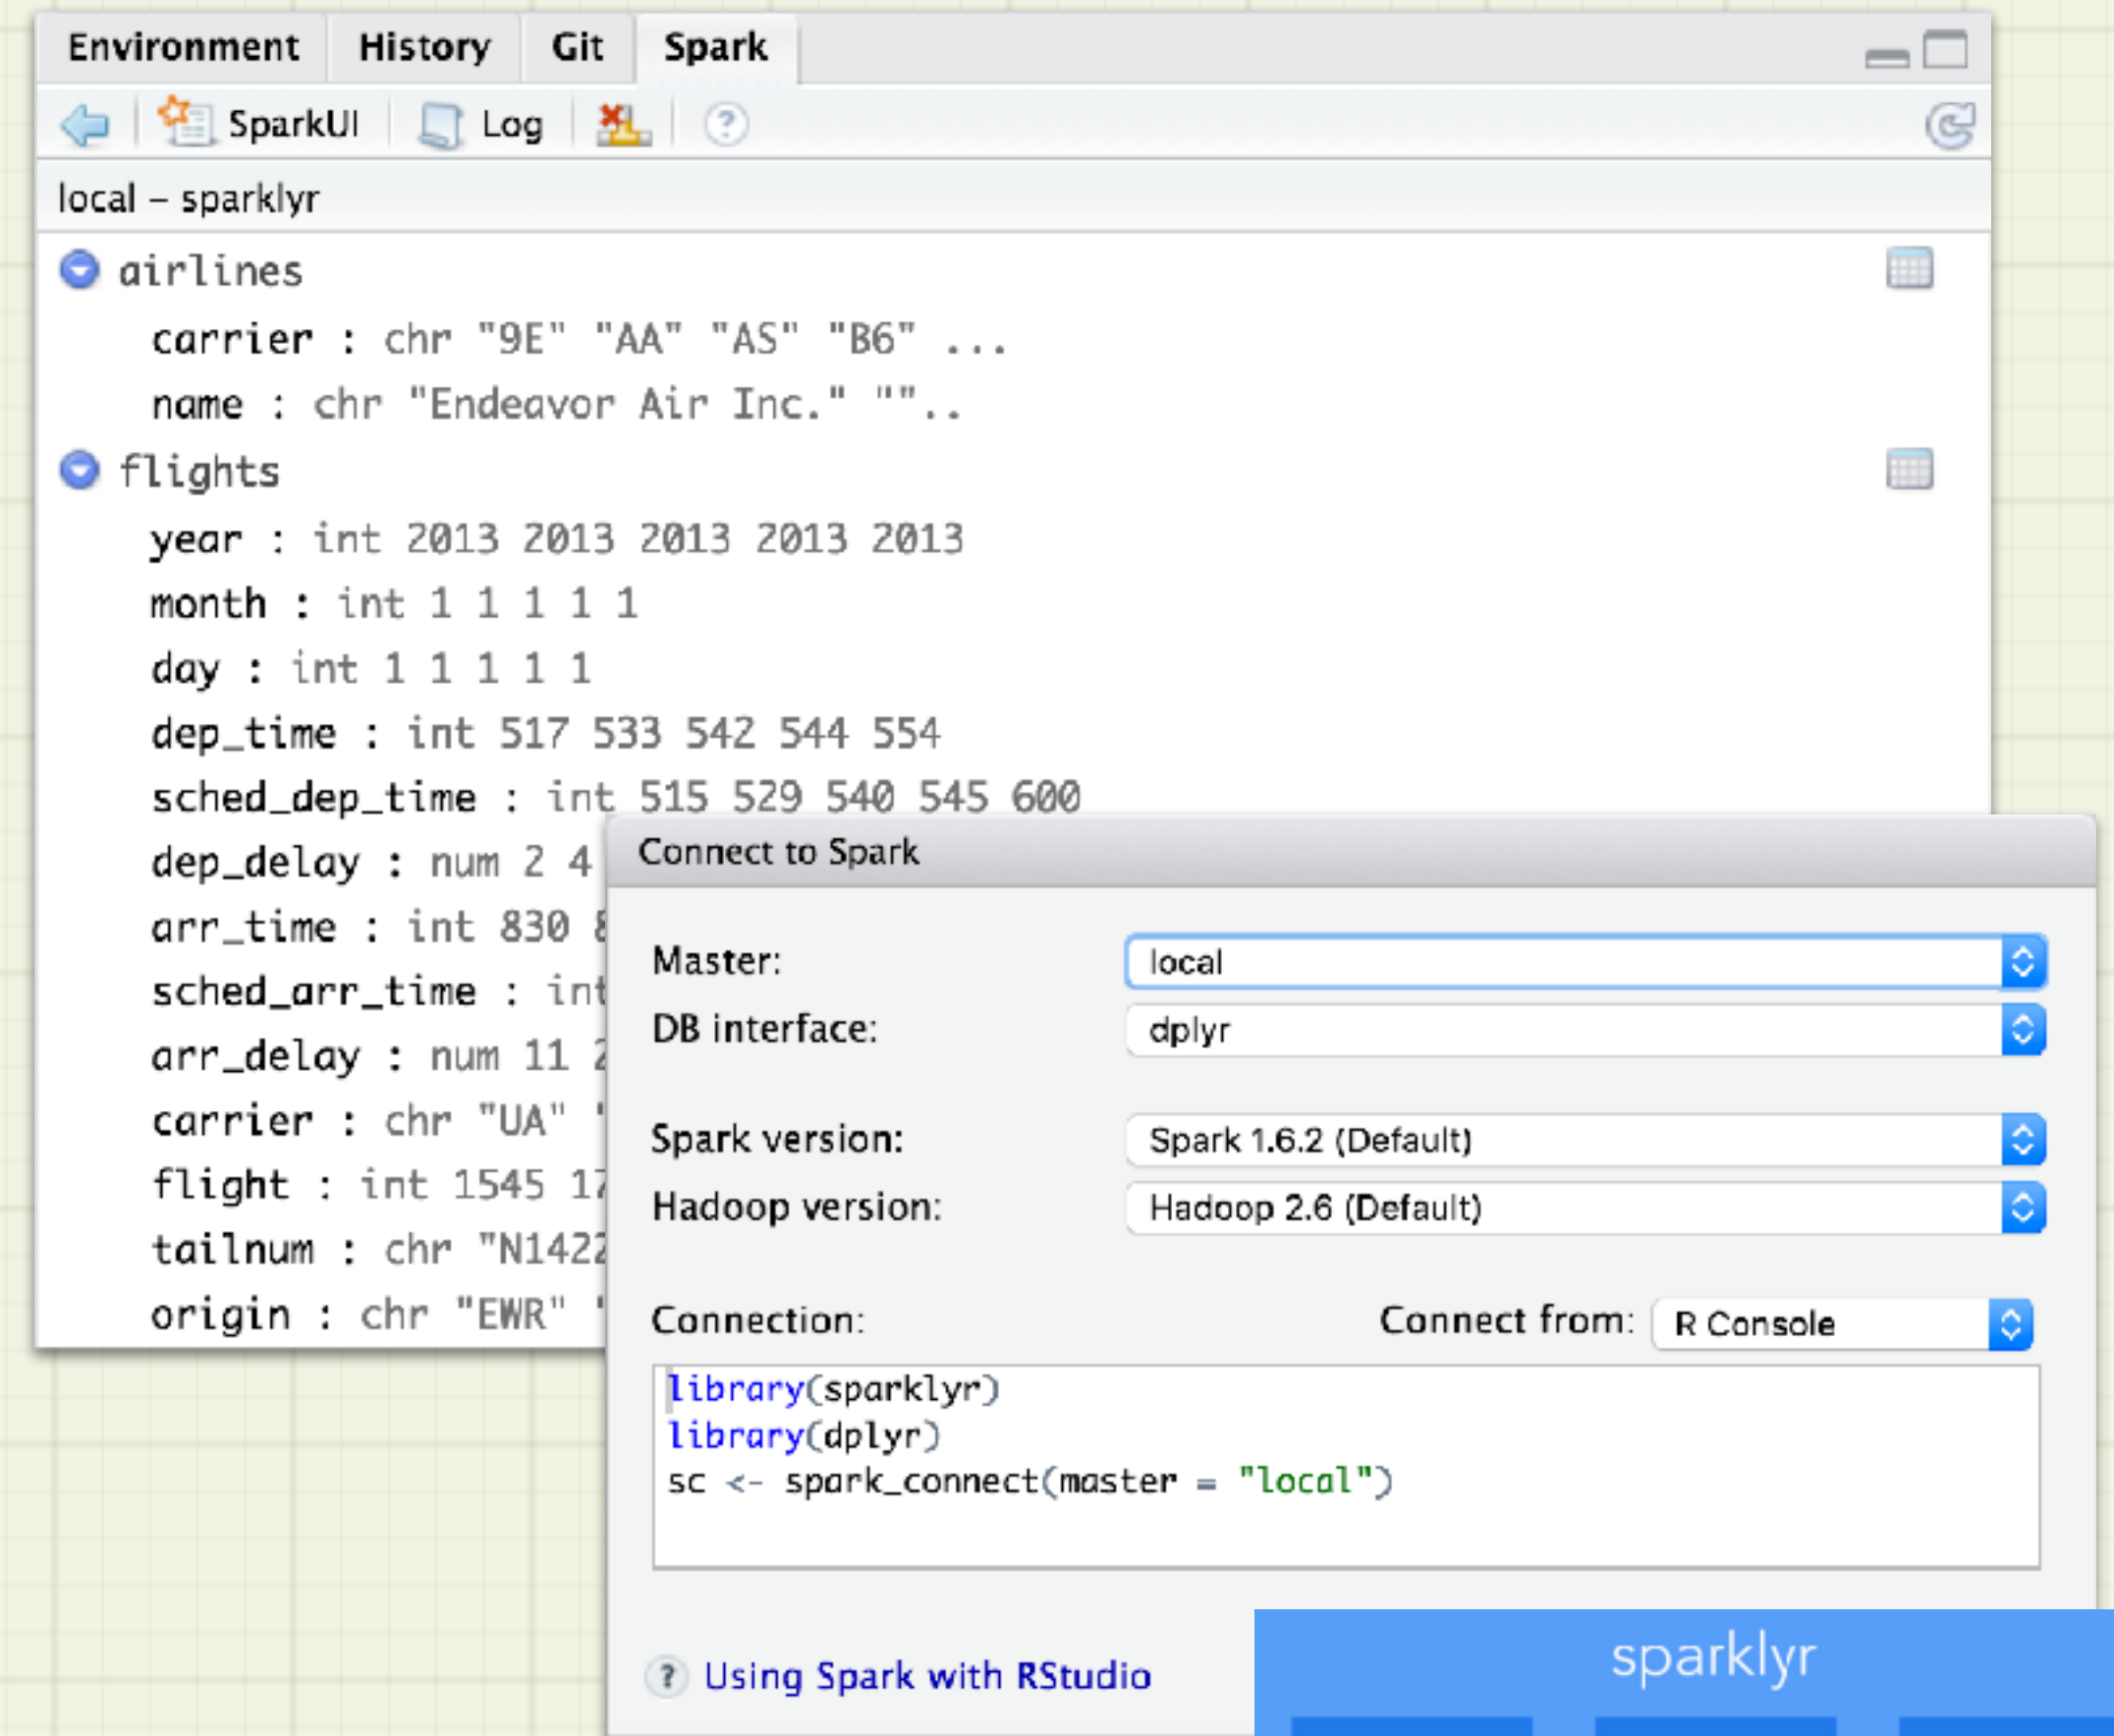 Environment History Git Spark
SparkUI Log
local – sparklyr
airlines
carrier : chr "9E" "AA" "AS" "B6" ...
name : chr "Endeavor Air Inc." ""..
flights
year : int 2013 2013 2013 2013 2013
month : int 1 1 1 1 1
day : int 1 1 1 1 1
dep_time : int 517 533 542 544 554
sched_dep_time : int 515 529 540 545 600
dep_delay : num 2 4
arr_time : int 830
sched_arr_time : int
arr_delay : num 11
carrier : chr "UA"
flight : int 1545
tailnum : chr
origin : chr "EWR"
Connect to Spark
Master: local
DB interface: dplyr
Spark version: Spark 1.6.2 (Default)
Hadoop version: Hadoop 2.6 (Default)
Connection: Connect from: R Console
library(sparklyr)
library(dplyr)
sc <- spark_connect(master = "local")
? Using Spark with RStudio
sparklyr